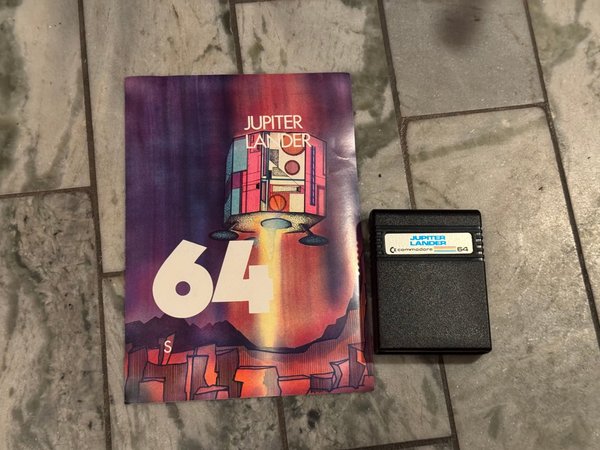 JUPITER
LANDER
64
S
JUPITER
LANDER
commodore 64